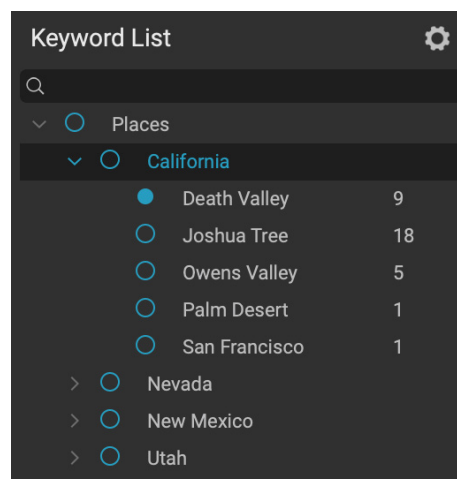 Keyword List
Places
California
Death Valley 9
Joshua Tree 18
Owens Valley 5
Palm Desert 1
San Francisco 1
Nevada
New Mexico
Utah